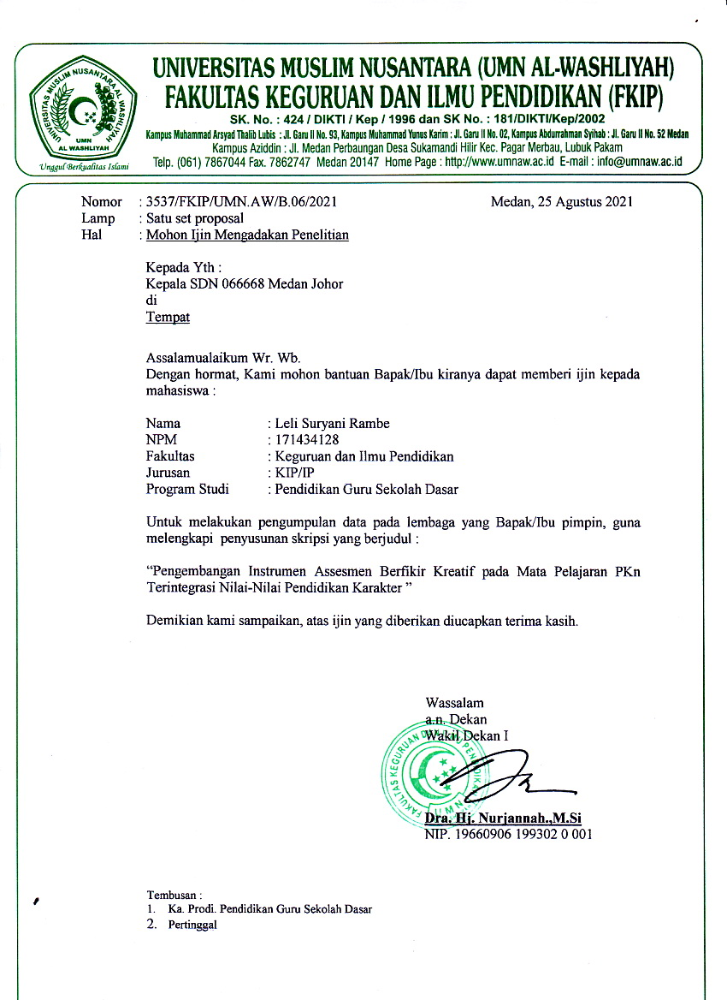 UNIVERSITAS MUSLIM NUSANTARA AL WASHLIYAH
UMN
AL WASHLIYAH
Unggul Berkualitas Islami
UNIVERSITAS MUSLIM NUSANTARA (UMN AL-WASHLIYAH)
FAKULTAS KEGURUAN DAN ILMU PENDIDIKAN (FKIP)
SK. No. : 424 / DIKTI / Kep / 1996 dan SK No. : 181/DIKTI/Kep/2002
Kampus Muhammad Arsyad Thalib Lubis : Jl. Garu II No. 93, Kampus Muhammad Yunus Karim : Jl. Garu II No. 02, Kampus Abdurrahman Syihab : Jl. Garu II No. 52 Medan
Kampus Aziddin : Jl. Medan Perbaungan Desa Sukamandi Hilir Kec. Pagar Merbau, Lubuk Pakam
Telp. (061) 7867044 Fax. 7862747 Medan 20147 Home Page : http://www.umnaw.ac.id E-mail : info@umnaw.ac.id
Nomor : 3537/FKIP/UMN.AW/B.06/2021 Medan, 25 Agustus 2021
Lamp : Satu set proposal
Hal : Mohon Ijin Mengadakan Penelitian
Kepada Yth :
Kepala SDN 066668 Medan Johor
di
Tempat
Assalamualaikum Wr. Wb.
Dengan hormat, Kami mohon bantuan Bapak/Ibu kiranya dapat memberi ijin kepada
mahasiswa :
Nama : Leli Suryani Rambe
NPM : 171434128
Fakultas : Keguruan dan Ilmu Pendidikan
Jurusan : KIP/IP
Program Studi : Pendidikan Guru Sekolah Dasar
Untuk melakukan pengumpulan data pada lembaga yang Bapak/Ibu pimpin, guna
melengkapi penyusunan skripsi yang berjudul :
“Pengembangan Instrumen Assesmen Berfikir Kreatif pada Mata Pelajaran PKn
Terintegrasi Nilai-Nilai Pendidikan Karakter ”
Demikian kami sampaikan, atas ijin yang diberikan diucapkan terima kasih.
Wassalam
a.n. Dekan
Wakil Dekan I
FAKULTAS KEGURUAN DAN ILMU PENDIDIKAN
UMN
Dra. Hj. Nurjannah.,M.Si
NIP. 19660906 199302 0 001
Tembusan :
1. Ka. Prodi. Pendidikan Guru Sekolah Dasar
2. Pertinggal